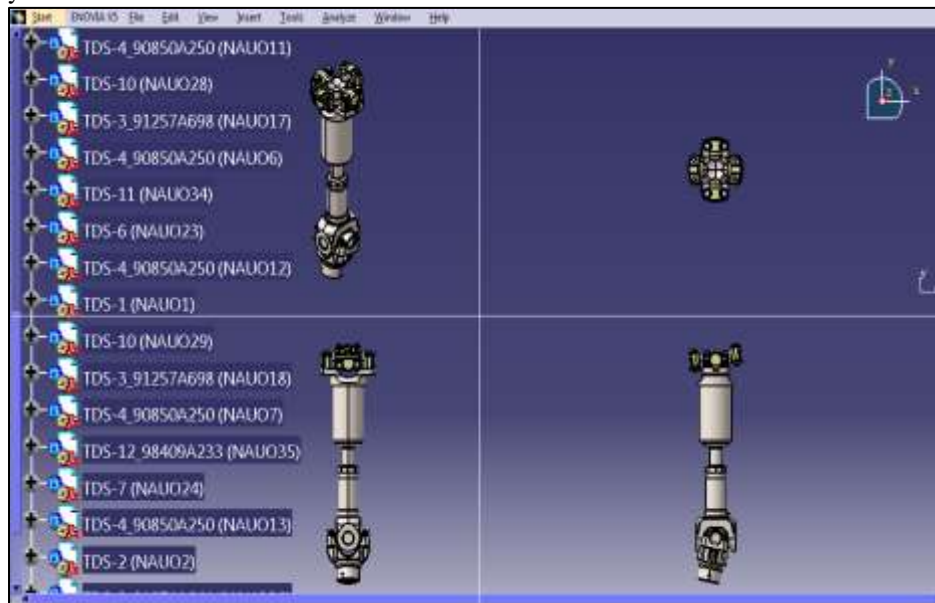 Start ENOVIA V5 File Edit View Insert Tools Analyze Window Help
TDS-4_90850A250 (NAUO11)
TDS-10 (NAUO28)
TDS-3_91257A698 (NAUO17)
TDS-4_90850A250 (NAUO6)
TDS-11 (NAUO34)
TDS-6 (NAUO23)
TDS-4_90850A250 (NAUO12)
TDS-1 (NAUO1)
TDS-10 (NAUO29)
TDS-3_91257A698 (NAUO18)
TDS-4_90850A250 (NAUO7)
TDS-12_98409A233 (NAUO35)
TDS-7 (NAUO24)
TDS-4_90850A250 (NAUO13)
TDS-2 (NAUO2)